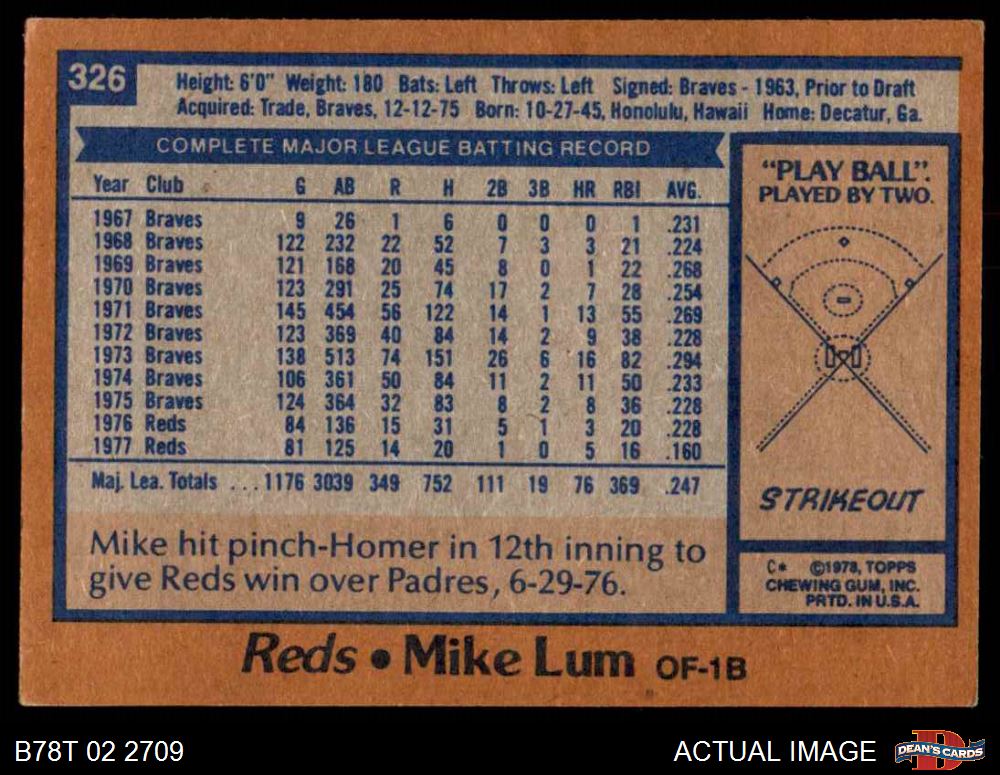 326
Height: 6'0" Weight: 180 Bats: Left Throws: Left Signed: Braves - 1963, Prior to Draft
Acquired: Trade, Braves, 12-12-75 Born: 10-27-45, Honolulu, Hawaii Home: Decatur, Ga.
COMPLETE MAJOR LEAGUE BATTING RECORD
Year Club G AB R H 2B 3B HR RBI AVG.
1967 Braves 9 26 1 6 0 0 0 1 .231
1968 Braves 122 232 22 52 7 3 3 21 .224
1969 Braves 121 168 20 45 8 0 1 22 .268
1970 Braves 123 291 25 74 17 2 7 28 .254
1971 Braves 145 454 56 122 14 1 13 55 .269
1972 Braves 123 369 40 84 14 2 9 38 .228
1973 Braves 138 513 74 151 26 6 16 82 .294
1974 Braves 106 361 50 84 11 2 11 50 .233
1975 Braves 124 364 32 83 8 2 8 36 .228
1976 Reds 84 136 15 31 5 1 3 20 .228
1977 Reds 81 125 14 20 1 0 5 16 .160
Maj. Lea. Totals ...1176 3039 349 752 111 19 76 369 .247
Mike hit pinch-Homer in 12th inning to
give Reds win over Padres, 6-29-76.
"PLAY BALL".
PLAYED BY TWO.
STRIKEOUT
C* ©1978, TOPPS
CHEWING GUM, INC.
PRTD. IN U.S.A.
Reds • Mike Lum OF-1B
B78T 02 2709
ACTUAL IMAGE
DEAN'S CARDS